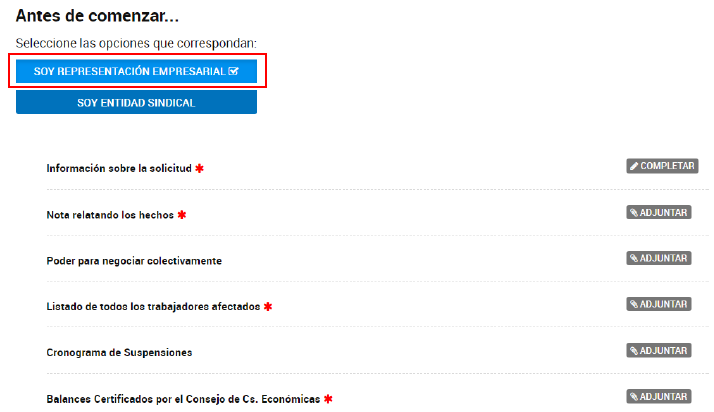 Antes de comenzar...
Seleccione las opciones que correspondan:
SOY REPRESENTACIÓN EMPRESARIAL
SOY ENTIDAD SINDICAL
Información sobre la solicitud * COMPLETAR
Nota relatando los hechos * ADJUNTAR
Poder para negociar colectivamente ADJUNTAR
Listado de todos los trabajadores afectados * ADJUNTAR
Cronograma de Suspensiones ADJUNTAR
Balances Certificados por el Consejo de Cs. Económicas * ADJUNTAR